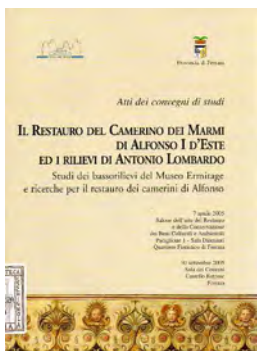 Provincia di Ferrara
Atti dei convegni di studi
IL RESTAURO DEL CAMERINO DEI MARMI
DI ALFONSO I D'ESTE
ED I RILIEVI DI ANTONIO LOMBARDO
Studi dei bassorilievi del Museo Ermitage
e ricerche per il restauro dei camerini di Alfonso
7 aprile 2005
Salone dell'arte del Restauro
e della Conservazione
dei Beni Culturali e Ambientali
Padiglione 1 - Sala Diamanti
Quartiere Fieristico di Ferrara
30 settembre 2005
Sala dei Comuni
Castello Estense
Ferrara